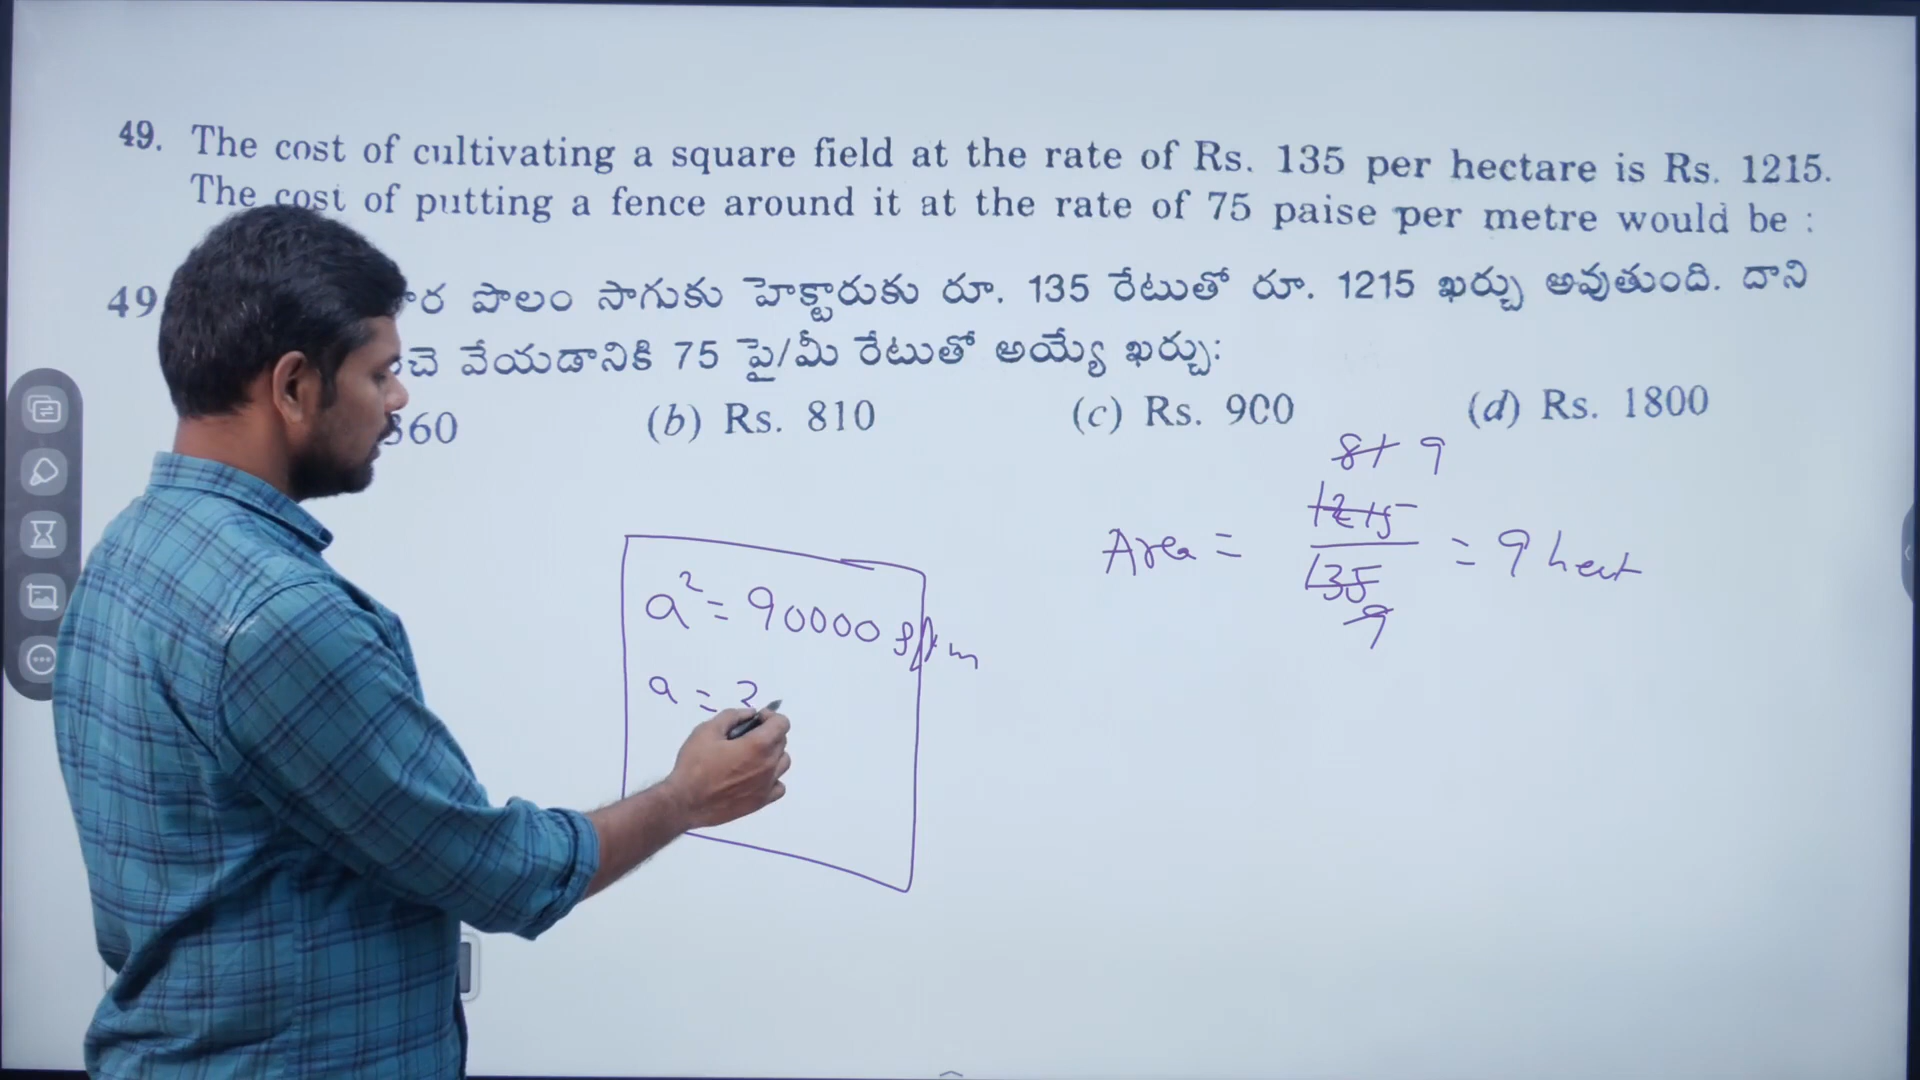 49. The cost of cultivating a square field at the rate of Rs. 135 per hectare is Rs. 1215.
The cost of putting a fence around it at the rate of 75 paise per metre would be :
49
పొలం సాగుకు హెక్టారుకు రూ. 135 రేటుతో రూ. 1215 ఖర్చు అవుతుంది. దాని
వేయడానికి 75 పై/మీ రేటుతో అయ్యే ఖర్చు:
360 (b) Rs. 810 (c) Rs. 900 (d) Rs. 1800
81 9
Area = 1215 / 135 = 9 hect
9
a² = 90000 sq m
a = 3